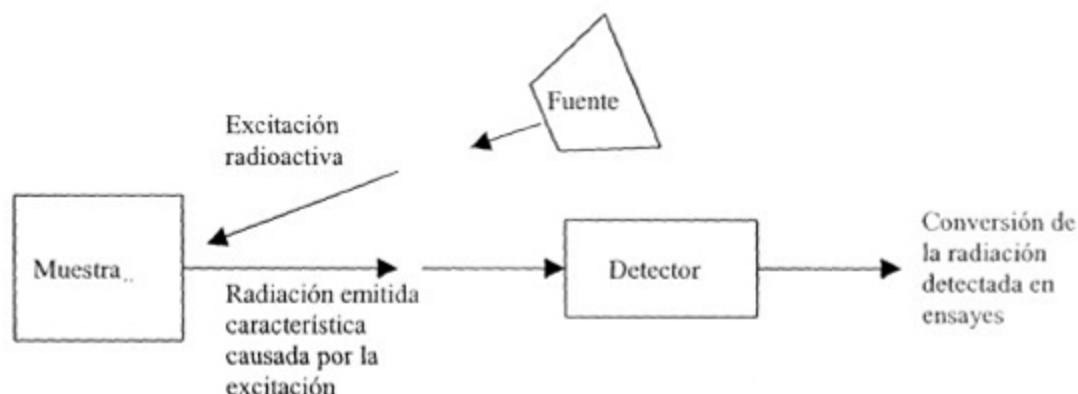 Fuente
Excitación
radioactiva
Muestra..
Radiación emitida
característica
causada por la
excitación
Detector
Conversión de
la radiación
detectada en
ensayes